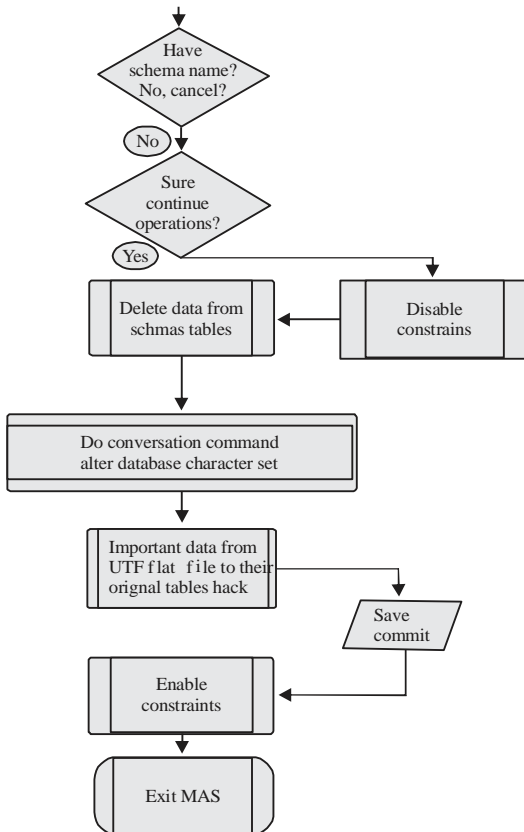 Have
schema name?
No, cancel?
No
Sure
continue
operations?
Yes
Delete data from
schmas tables
Disable
constrains
Do conversation command
alter database character set
Important data from
UTF flat file to their
orignal tables hack
Save
commit
Enable
constraints
Exit MAS